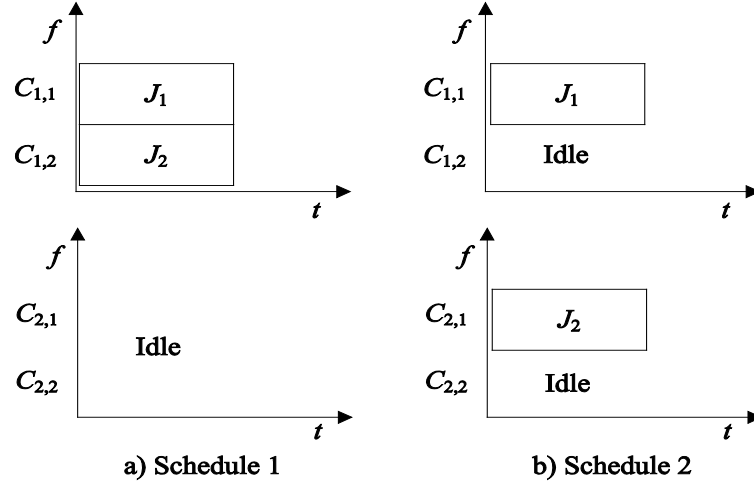 f
C1,1
J1
C1,2
J2
t
f
C2,1
Idle
C2,2
t
a) Schedule 1
f
C1,1
J1
C1,2
Idle
t
f
C2,1
J2
C2,2
Idle
t
b) Schedule 2